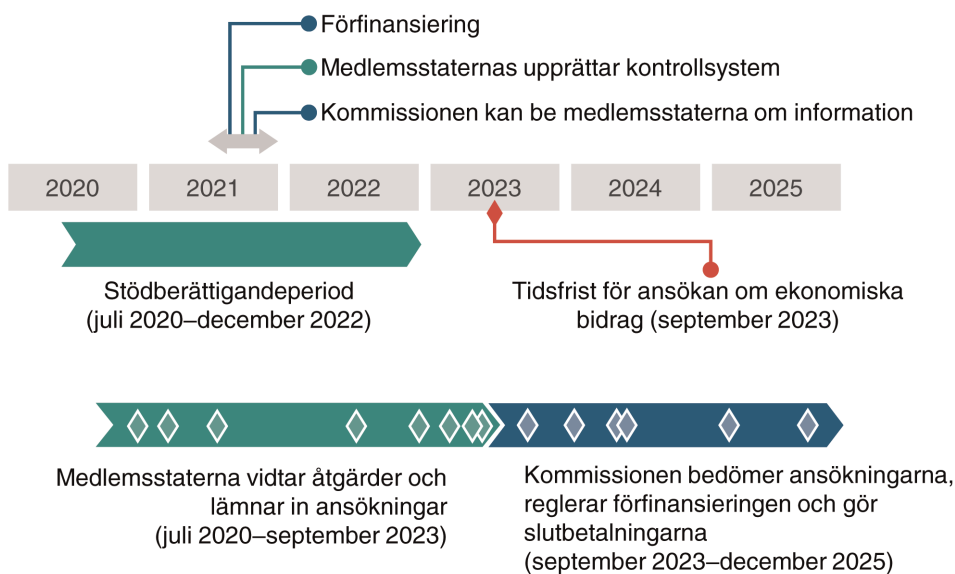 Förfinansiering
Medlemsstaternas upprättar kontrollsystem
Kommissionen kan be medlemsstaterna om information
2020
2021
2022
2023
2024
2025
Stödberättigandeperiod
(juli 2020–december 2022)
Tidsfrist för ansökan om ekonomiska
bidrag (september 2023)
Medlemsstaterna vidtar åtgärder och
lämnar in ansökningar
(juli 2020–september 2023)
Kommissionen bedömer ansökningarna,
reglerar förfinansieringen och gör
slutbetalningarna
(september 2023–december 2025)